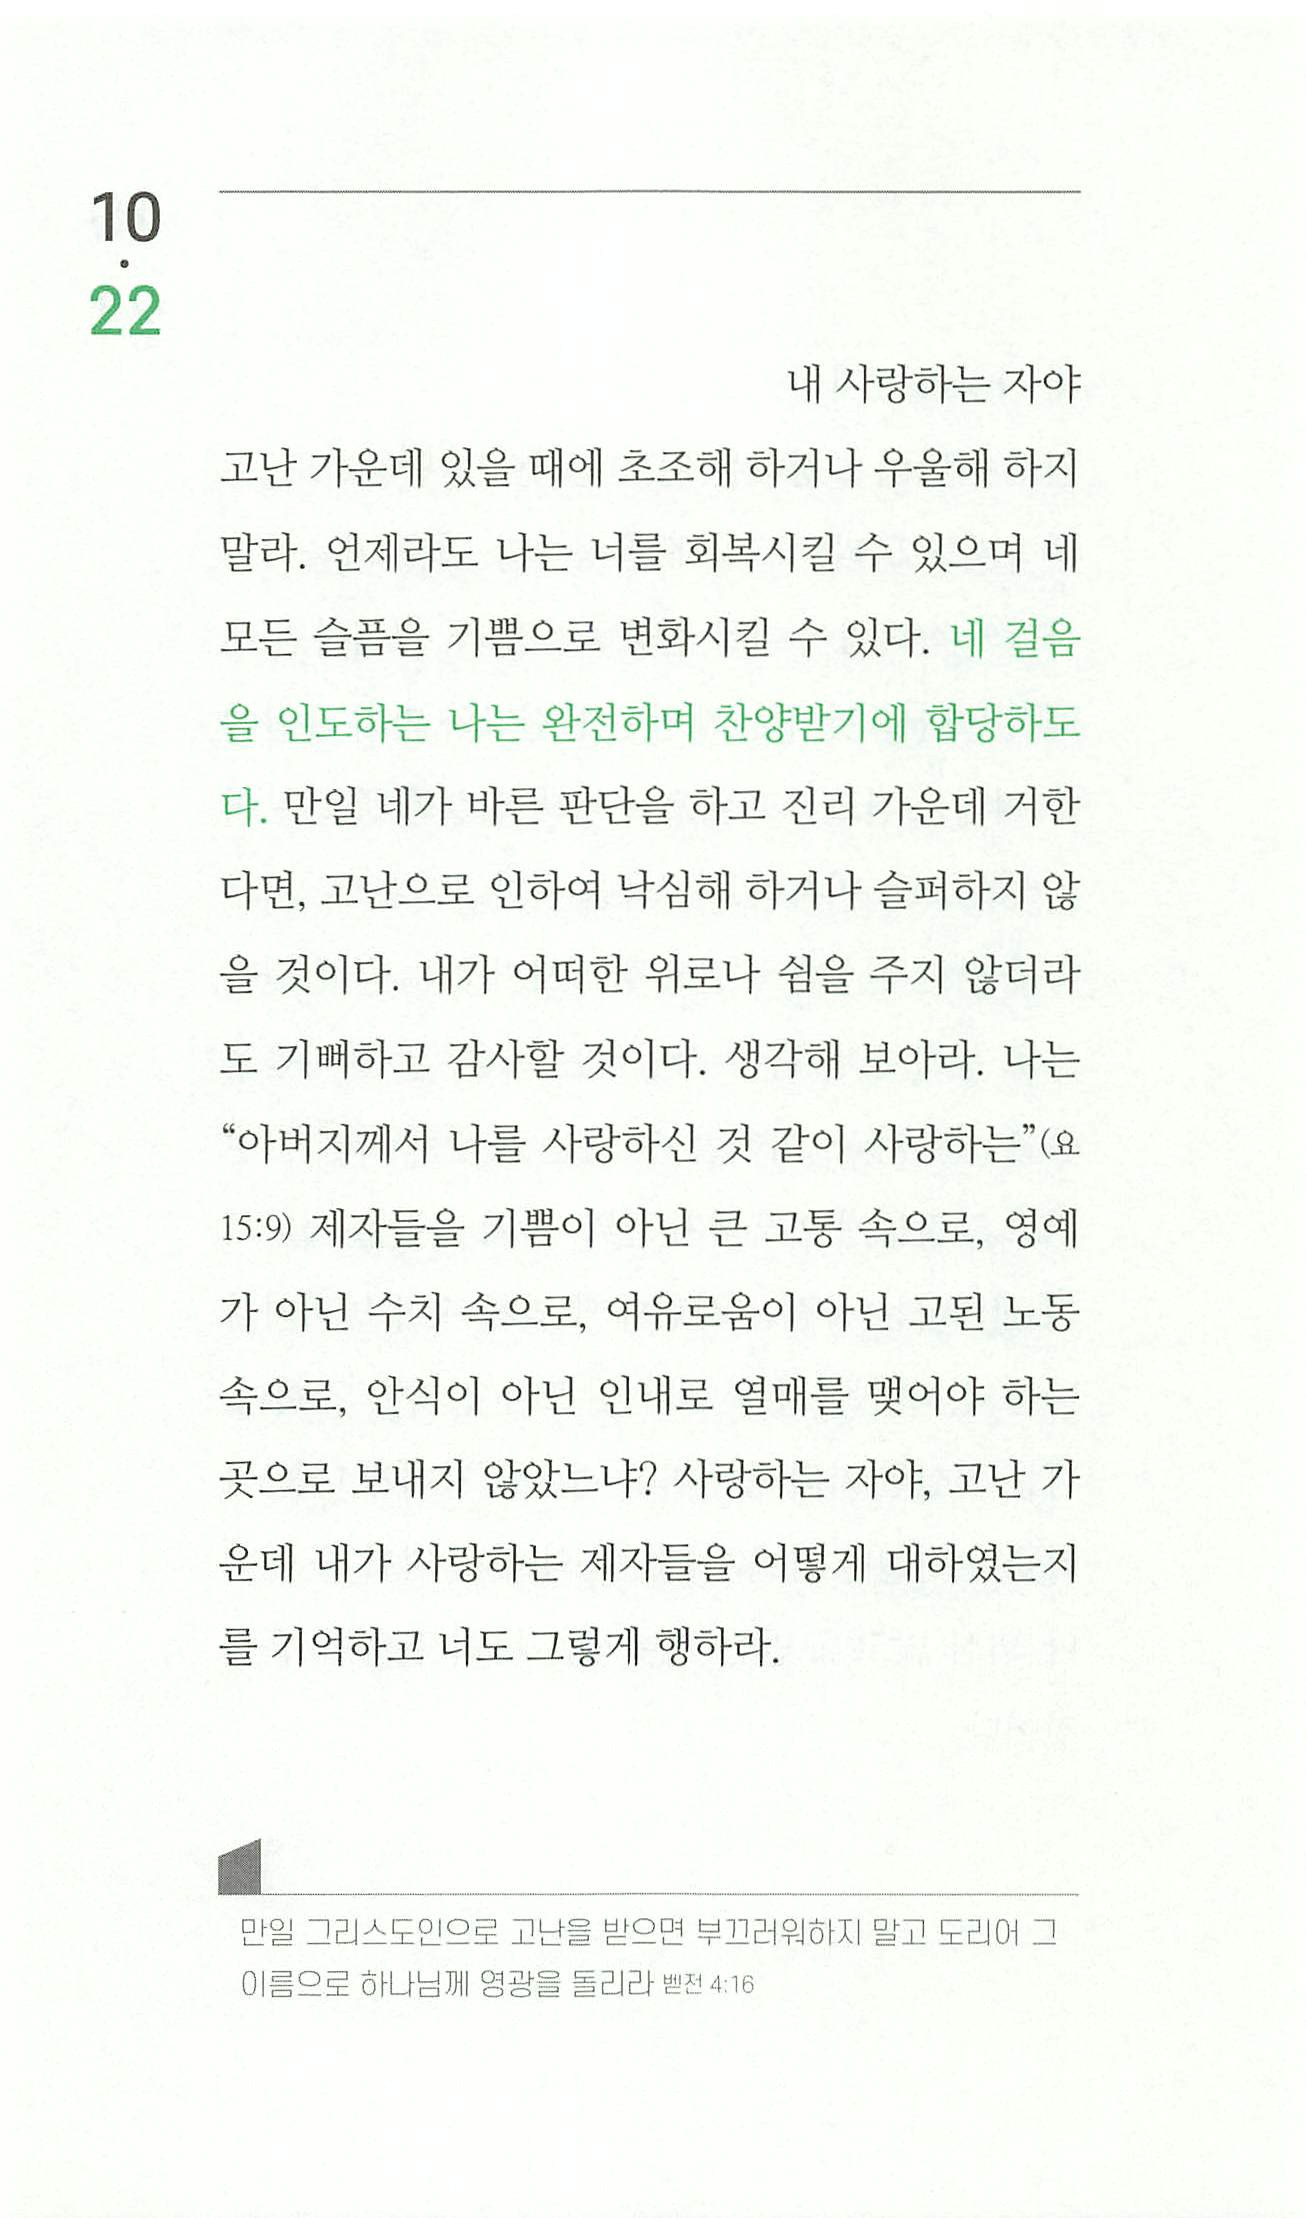 10
·
22
내 사랑하는 자야
고난 가운데 있을 때에 초조해 하거나 우울해 하지
말라. 언제라도 나는 너를 회복시킬 수 있으며 네
모든 슬픔을 기쁨으로 변화시킬 수 있다. 네 걸음
을 인도하는 나는 완전하며 찬양받기에 합당하도
다. 만일 네가 바른 판단을 하고 진리 가운데 거한
다면, 고난으로 인하여 낙심해 하거나 슬퍼하지 않
을 것이다. 내가 어떠한 위로나 쉼을 주지 않더라
도 기뻐하고 감사할 것이다. 생각해 보아라. 나는
“아버지께서 나를 사랑하신 것 같이 사랑하는”(요
15:9) 제자들을 기쁨이 아닌 큰 고통 속으로, 영예
가 아닌 수치 속으로, 여유로움이 아닌 고된 노동
속으로, 안식이 아닌 인내로 열매를 맺어야 하는
곳으로 보내지 않았느냐? 사랑하는 자야, 고난 가
운데 내가 사랑하는 제자들을 어떻게 대하였는지
를 기억하고 너도 그렇게 행하라.
만일 그리스도인으로 고난을 받으면 부끄러워하지 말고 도리어 그
이름으로 하나님께 영광을 돌리라 벧전 4:16